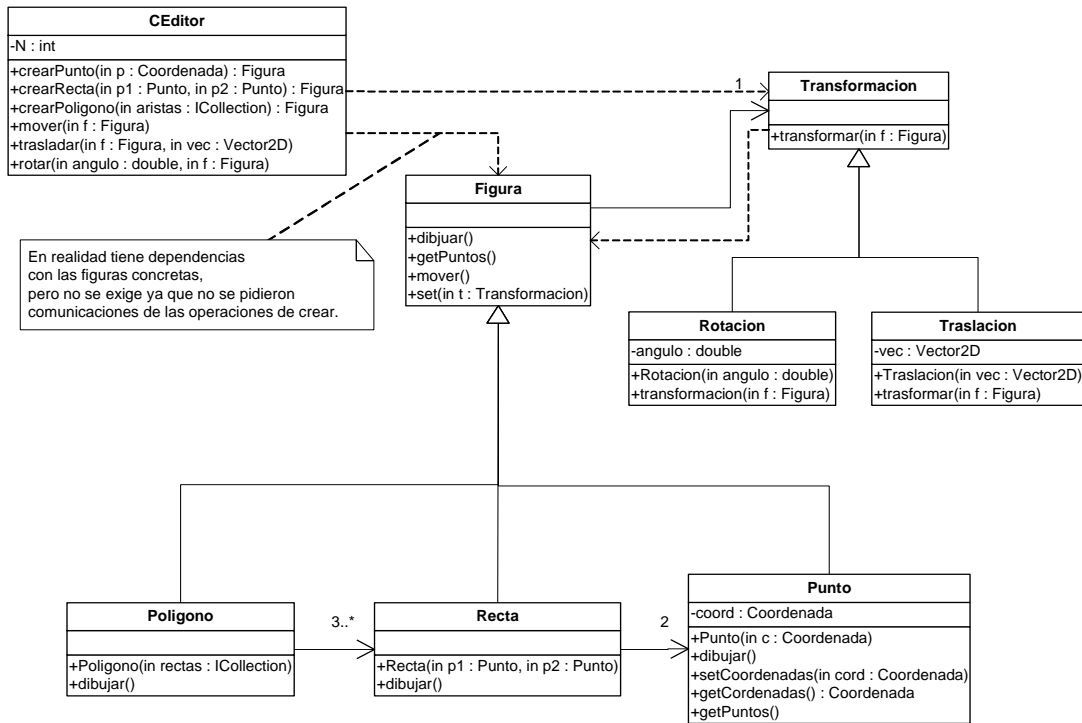 CEditor
-N : int
+crearPunto(in p : Coordenada) : Figura
+crearRecta(in p1 : Punto, in p2 : Punto) : Figura
+crearPoligono(in aristas : ICollection) : Figura
+mover(in f : Figura)
+trasladar(in f : Figura, in vec : Vector2D)
+rotar(in angulo : double, in f : Figura)
1
Transformacion
+transformar(in f : Figura)
Figura
+dibjuar()
+getPuntos()
+mover()
+set(in t : Transformacion)
En realidad tiene dependencias
con las figuras concretas,
pero no se exige ya que no se pidieron
comunicaciones de las operaciones de crear.
Rotacion
-angulo : double
+Rotacion(in angulo : double)
+transformacion(in f : Figura)
Traslacion
-vec : Vector2D
+Traslacion(in vec : Vector2D)
+trasformar(in f : Figura)
Poligono
+Poligono(in rectas : ICollection)
+dibujar()
3..*
Recta
+Recta(in p1 : Punto, in p2 : Punto)
+dibujar()
2
Punto
-coord : Coordenada
+Punto(in c : Coordenada)
+dibujar()
+setCoordenadas(in cord : Coordenada)
+getCordenadas() : Coordenada
+getPuntos()